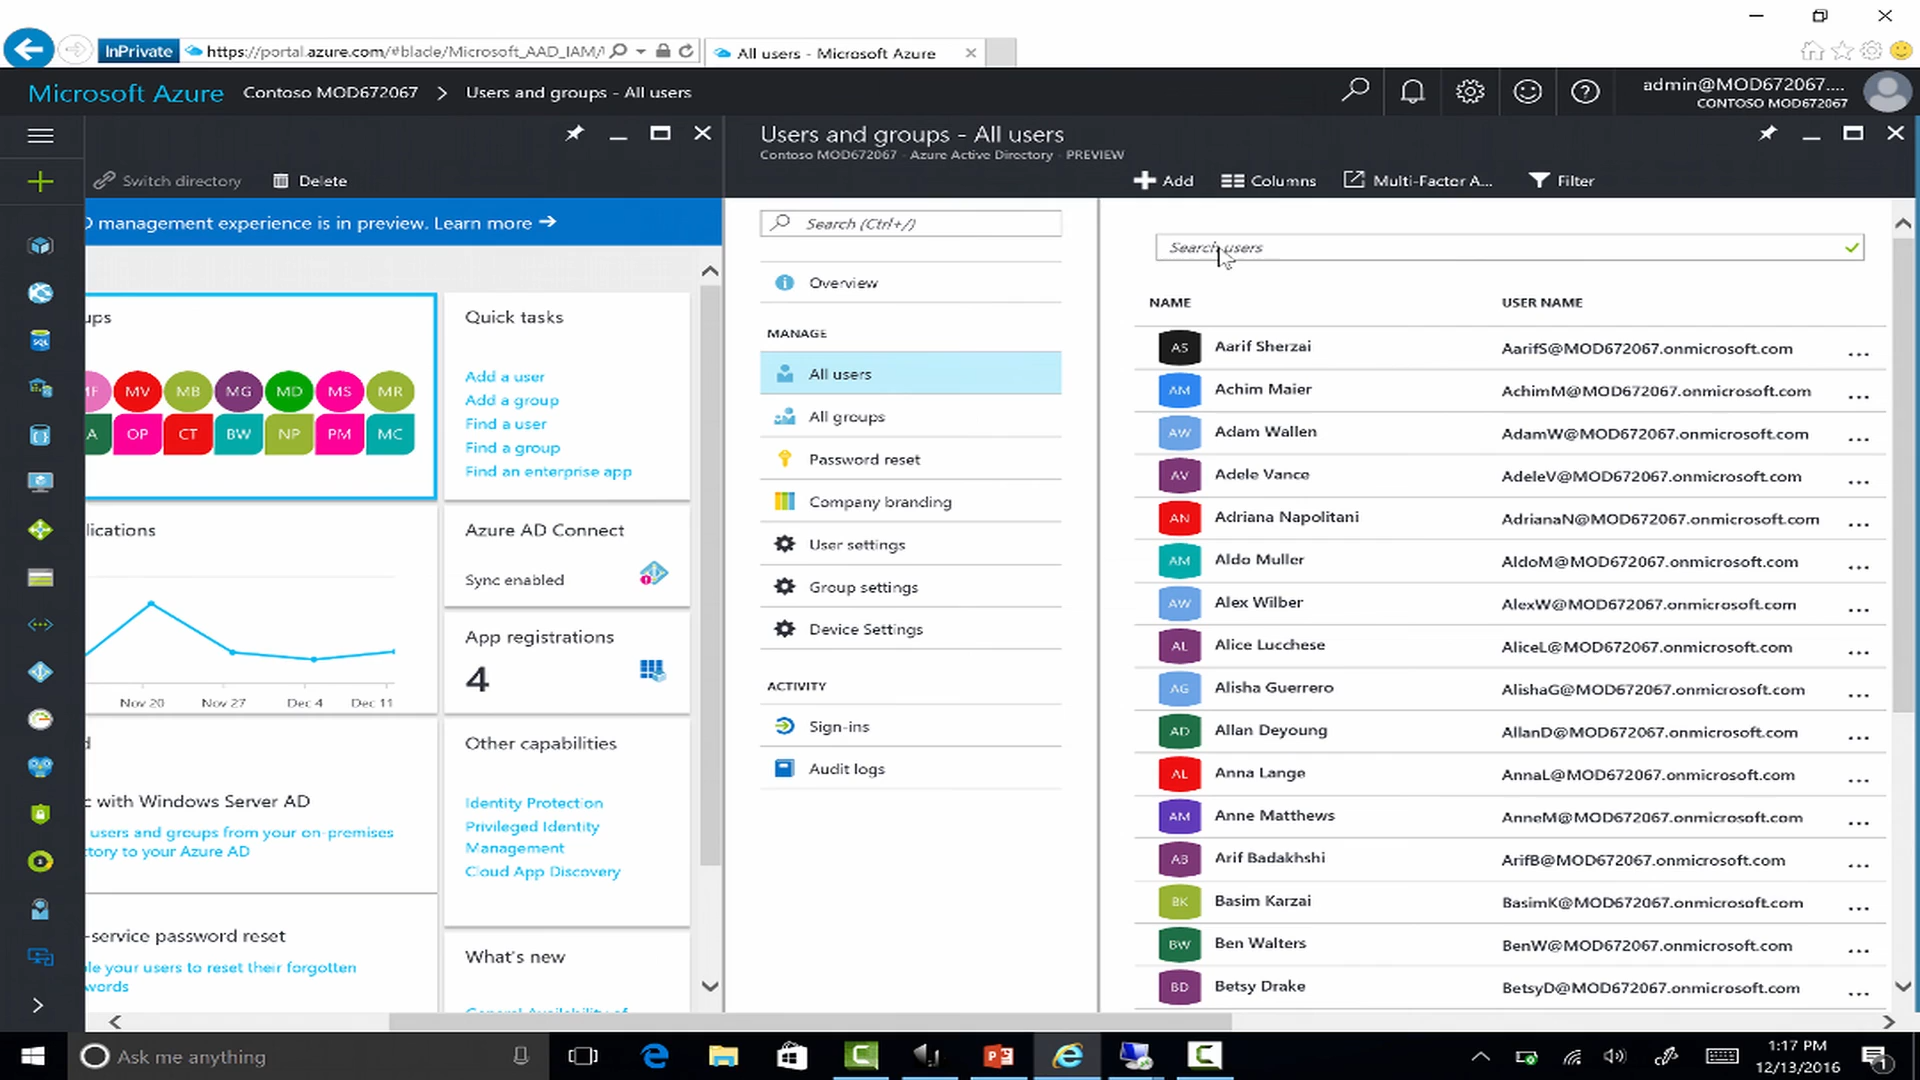 InPrivate
https://portal.azure.com/#blade/Microsoft_AAD_IAM/
All users - Microsoft Azure
Microsoft Azure
Contoso MOD672067 > Users and groups - All users
admin@MOD672067....
CONTOSO MOD672067
Switch directory
Delete
D management experience is in preview. Learn more →
ups
MV
MB
MG
MD
MS
MR
A
OP
CT
BW
NP
PM
MC
Quick tasks
Add a user
Add a group
Find a user
Find a group
Find an enterprise app
lications
Nov 20
Nov 27
Dec 4
Dec 11
Azure AD Connect
Sync enabled
App registrations
4
Other capabilities
Identity Protection
Privileged Identity
Management
Cloud App Discovery
c with Windows Server AD
users and groups from your on-premises
ctory to your Azure AD
-service password reset
le your users to reset their forgotten
words
What's new
General Availability of
Users and groups - All users
Contoso MOD672067 - Azure Active Directory - PREVIEW
Add
Columns
Multi-Factor A...
Filter
Search (Ctrl+/)
Overview
MANAGE
All users
All groups
Password reset
Company branding
User settings
Group settings
Device Settings
ACTIVITY
Sign-ins
Audit logs
Search users
NAME
USER NAME
AS Aarif Sherzai AarifS@MOD672067.onmicrosoft.com ...
AM Achim Maier AchimM@MOD672067.onmicrosoft.com ...
AW Adam Wallen AdamW@MOD672067.onmicrosoft.com ...
AV Adele Vance AdeleV@MOD672067.onmicrosoft.com ...
AN Adriana Napolitani AdrianaN@MOD672067.onmicrosoft.com ...
AM Aldo Muller AldoM@MOD672067.onmicrosoft.com ...
AW Alex Wilber AlexW@MOD672067.onmicrosoft.com ...
AL Alice Lucchese AliceL@MOD672067.onmicrosoft.com ...
AG Alisha Guerrero AlishaG@MOD672067.onmicrosoft.com ...
AD Allan Deyoung AllanD@MOD672067.onmicrosoft.com ...
AL Anna Lange AnnaL@MOD672067.onmicrosoft.com ...
AM Anne Matthews AnneM@MOD672067.onmicrosoft.com ...
AB Arif Badakhshi ArifB@MOD672067.onmicrosoft.com ...
BK Basim Karzai BasimK@MOD672067.onmicrosoft.com ...
BW Ben Walters BenW@MOD672067.onmicrosoft.com ...
BD Betsy Drake BetsyD@MOD672067.onmicrosoft.com ...
Ask me anything
1:17 PM
12/13/2016